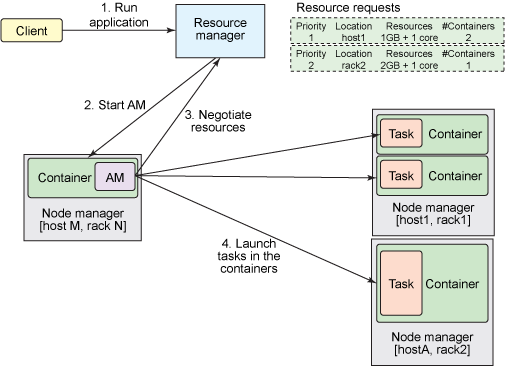 1. Run
application
Client
Resource
manager
Resource requests
Priority Location Resources #Containers
1 host1 1GB + 1 core 2
Priority Location Resources #Containers
2 rack2 2GB + 1 core 1
2. Start AM
3. Negotiate
resources
Container AM
Node manager
[host M, rack N]
Task Container
Task Container
Node manager
[host1, rack1]
4. Launch
tasks in the
containers
Task Container
Node manager
[hostA, rack2]